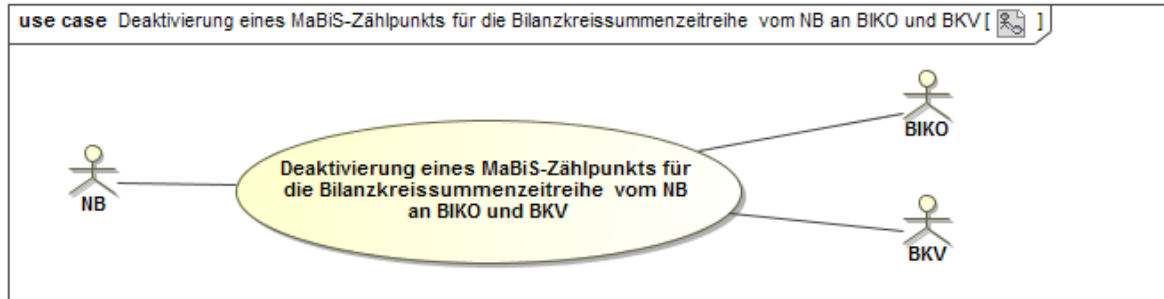 use case Deaktivierung eines MaBiS-Zählpunkts für die Bilanzkreissummenzeitreihe vom NB an BIKO und BKV [ ]
BIKO
Deaktivierung eines MaBiS-Zählpunkts für
die Bilanzkreissummenzeitreihe vom NB
an BIKO und BKV
NB
BKV